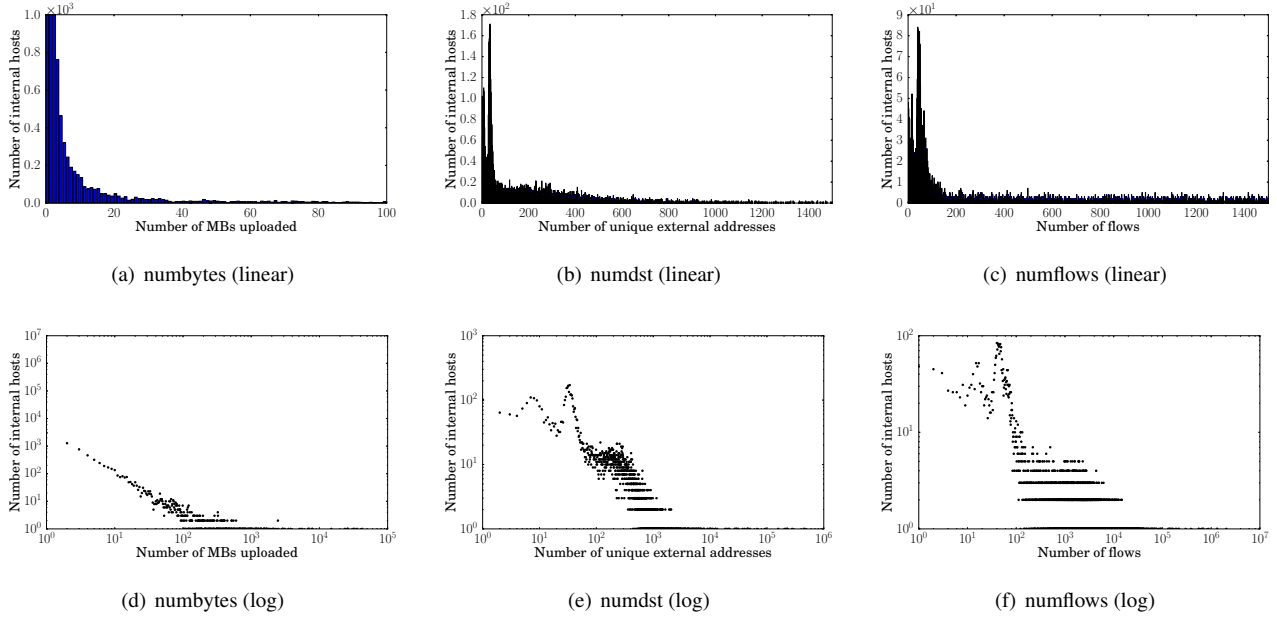 ×10³
1.0
0.8
0.6
0.4
0.2
0.0
0 20 40 60 80 100
Number of internal hosts
Number of MBs uploaded
(a) numbytes (linear)
×10²
1.8
1.6
1.4
1.2
1.0
0.8
0.6
0.4
0.2
0.0
0 200 400 600 800 1000 1200 1400
Number of internal hosts
Number of unique external addresses
(b) numdst (linear)
×10¹
9
8
7
6
5
4
3
2
1
0
0 200 400 600 800 1000 1200 1400
Number of internal hosts
Number of flows
(c) numflows (linear)
10⁷
10⁶
10⁵
10⁴
10³
10²
10¹
10⁰
10⁰ 10¹ 10² 10³ 10⁴ 10⁵
Number of internal hosts
Number of MBs uploaded
(d) numbytes (log)
10³
10²
10¹
10⁰
10⁰ 10¹ 10² 10³ 10⁴ 10⁵ 10⁶
Number of internal hosts
Number of unique external addresses
(e) numdst (log)
10²
10¹
10⁰
10⁰ 10¹ 10² 10³ 10⁴ 10⁵ 10⁶ 10⁷
Number of internal hosts
Number of flows
(f) numflows (log)